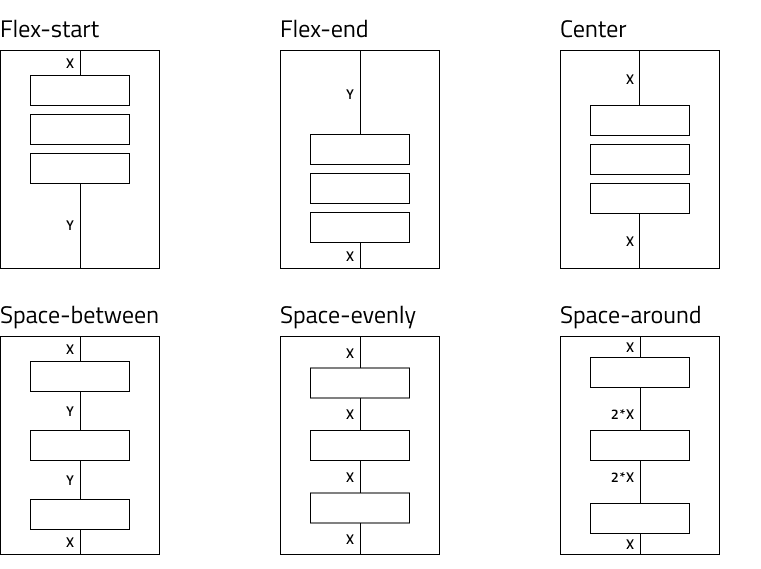 Flex-start
X
Y
Flex-end
Y
X
Center
X
X
Space-between
X
Y
Y
X
Space-evenly
X
X
X
X
Space-around
X
2*X
2*X
X